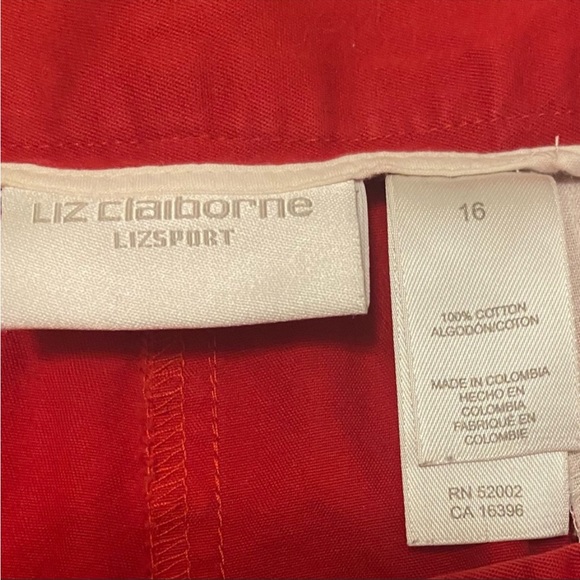 Liz claiborne
LIZSPORT
16
100% COTTON
ALGODÓN/COTON
MADE IN COLOMBIA
HECHO EN
COLOMBIA
FABRIQUE EN
COLOMBIE
RN 52002
CA 16396